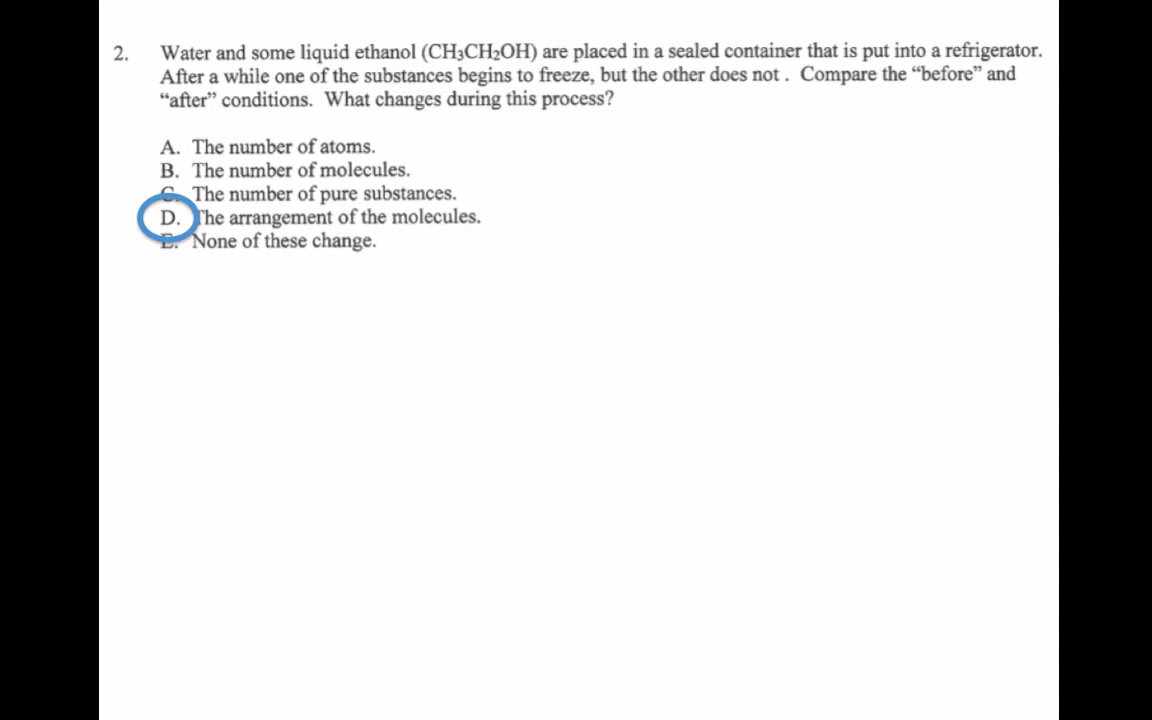 2. Water and some liquid ethanol (CH₃CH₂OH) are placed in a sealed container that is put into a refrigerator.
After a while one of the substances begins to freeze, but the other does not . Compare the “before” and
“after” conditions. What changes during this process?
A. The number of atoms.
B. The number of molecules.
C. The number of pure substances.
D. The arrangement of the molecules.
E. None of these change.